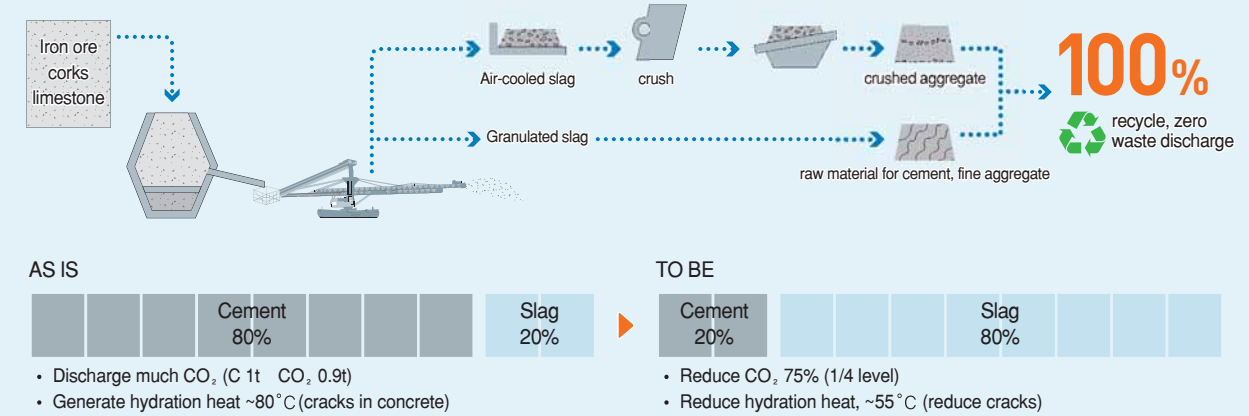 Iron ore
corks
limestone
Air-cooled slag
crush
crushed aggregate
100%
recycle, zero
waste discharge
Granulated slag
raw material for cement, fine aggregate
AS IS
Cement
80%
Slag
20%
• Discharge much CO₂ (C 1t CO₂ 0.9t)
• Generate hydration heat ~80°C (cracks in concrete)
TO BE
Cement
20%
Slag
80%
• Reduce CO₂ 75% (1/4 level)
• Reduce hydration heat, ~55°C (reduce cracks)